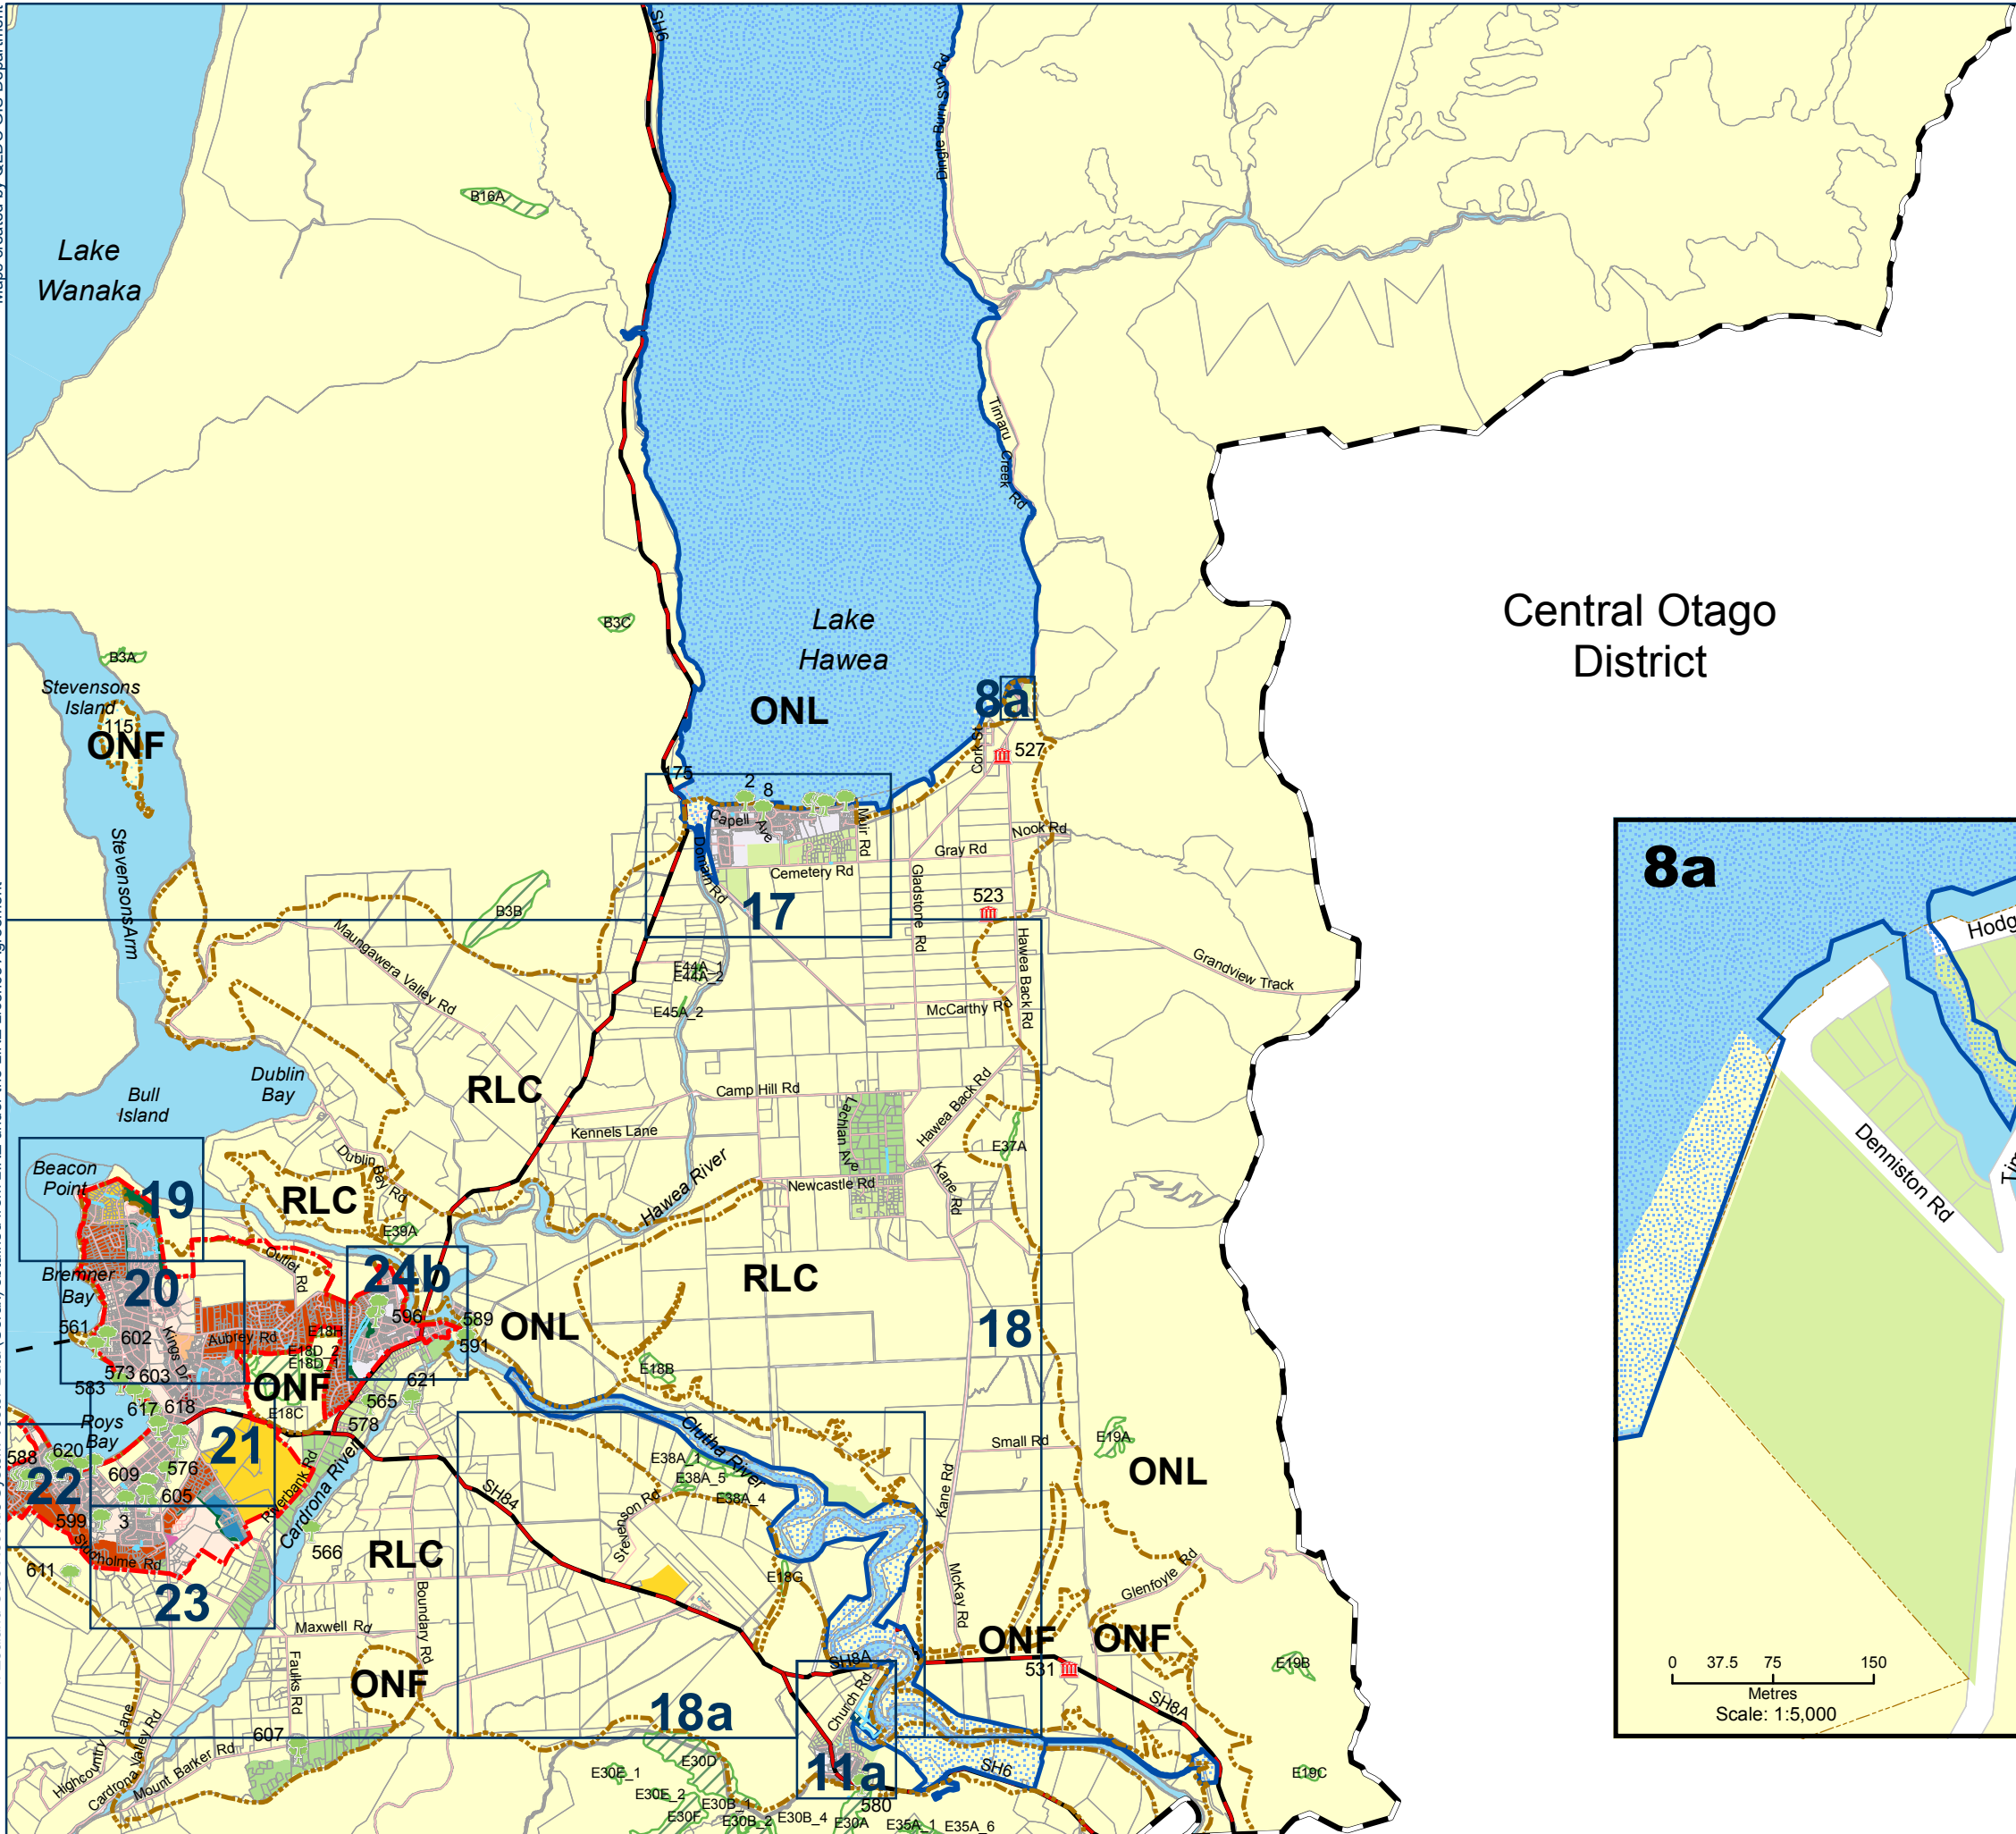 SH6
Dingle Burn Stn Rd
B16A
Lake
Wanaka
Timaru Creek Rd
Central Otago
District
Lake
Hawea
B3C
B3A
Stevensons
Island
115
ONF
ONL
8a
Cork St
527
175
2
8
Capell Ave
Muir Rd
Domain Rd
Nook Rd
Gray Rd
Cemetery Rd
Gladstone Rd
StevensonsArm
8a
Hodg
17
523
B3B
Maungawera Valley Rd
Hawea Back Rd
Grandview Track
E44A_1
E44A_2
E45A_2
McCarthy Rd
Dublin
Bay
Bull
Island
RLC
Camp Hill Rd
Lachlan Ave
Hawea Back Rd
Kennels Lane
E37A
Denniston Rd
Beacon
Point
19
Dublin Bay Rd
RLC
Hawea River
Newcastle Rd
Kane Rd
E39A
Outlet Rd
Bremner
Bay
20
24b
RLC
561
602
Kings Dr
Aubrey Rd
E18H
596
589
591
ONL
18
573
603
E18D_2
E18D_1
583
ONF
621
565
E18B
617
618
E18C
578
Roys
Bay
21
Clutha River
588
620
22
609
576
605
Riverbank Rd
Cardrona River
SH84
E38A_1
E38A_5
E38A_4
Stevenson Rd
Small Rd
Kane Rd
E19A
ONL
599
3
Studholme Rd
566
RLC
611
23
E18G
McKay Rd
Glenfoyle Rd
Maxwell Rd
Boundary Rd
Faulks Rd
ONF
ONF
ONF
SH8A
531
E19B
0 37.5 75 150
Metres
Scale: 1:5,000
Church Rd
SH8A
18a
607
Highcountry Lane
Cardrona Valley Rd
Mount Barker Rd
E30D
E30E_1
E30E_2
E30F
E30B_1
E30B_2
E30B_4
E30A
11a
580
SH6
E35A_1
E35A_6
E19C